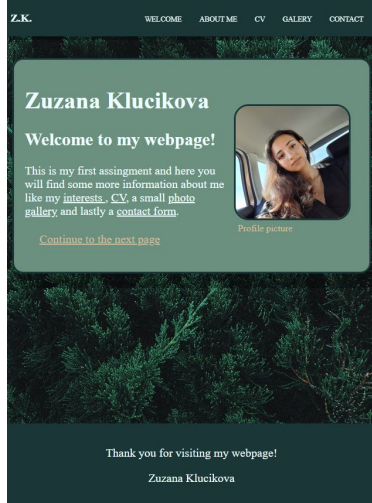 Z.K.
WELCOME ABOUT ME CV GALERY CONTACT
Zuzana Klucikova
Welcome to my webpage!
This is my first assingment and here you
will find some more information about me
like my interests , CV, a small photo
gallery and lastly a contact form.
Continue to the next page
Profile picture
Thank you for visiting my webpage!
Zuzana Klucikova